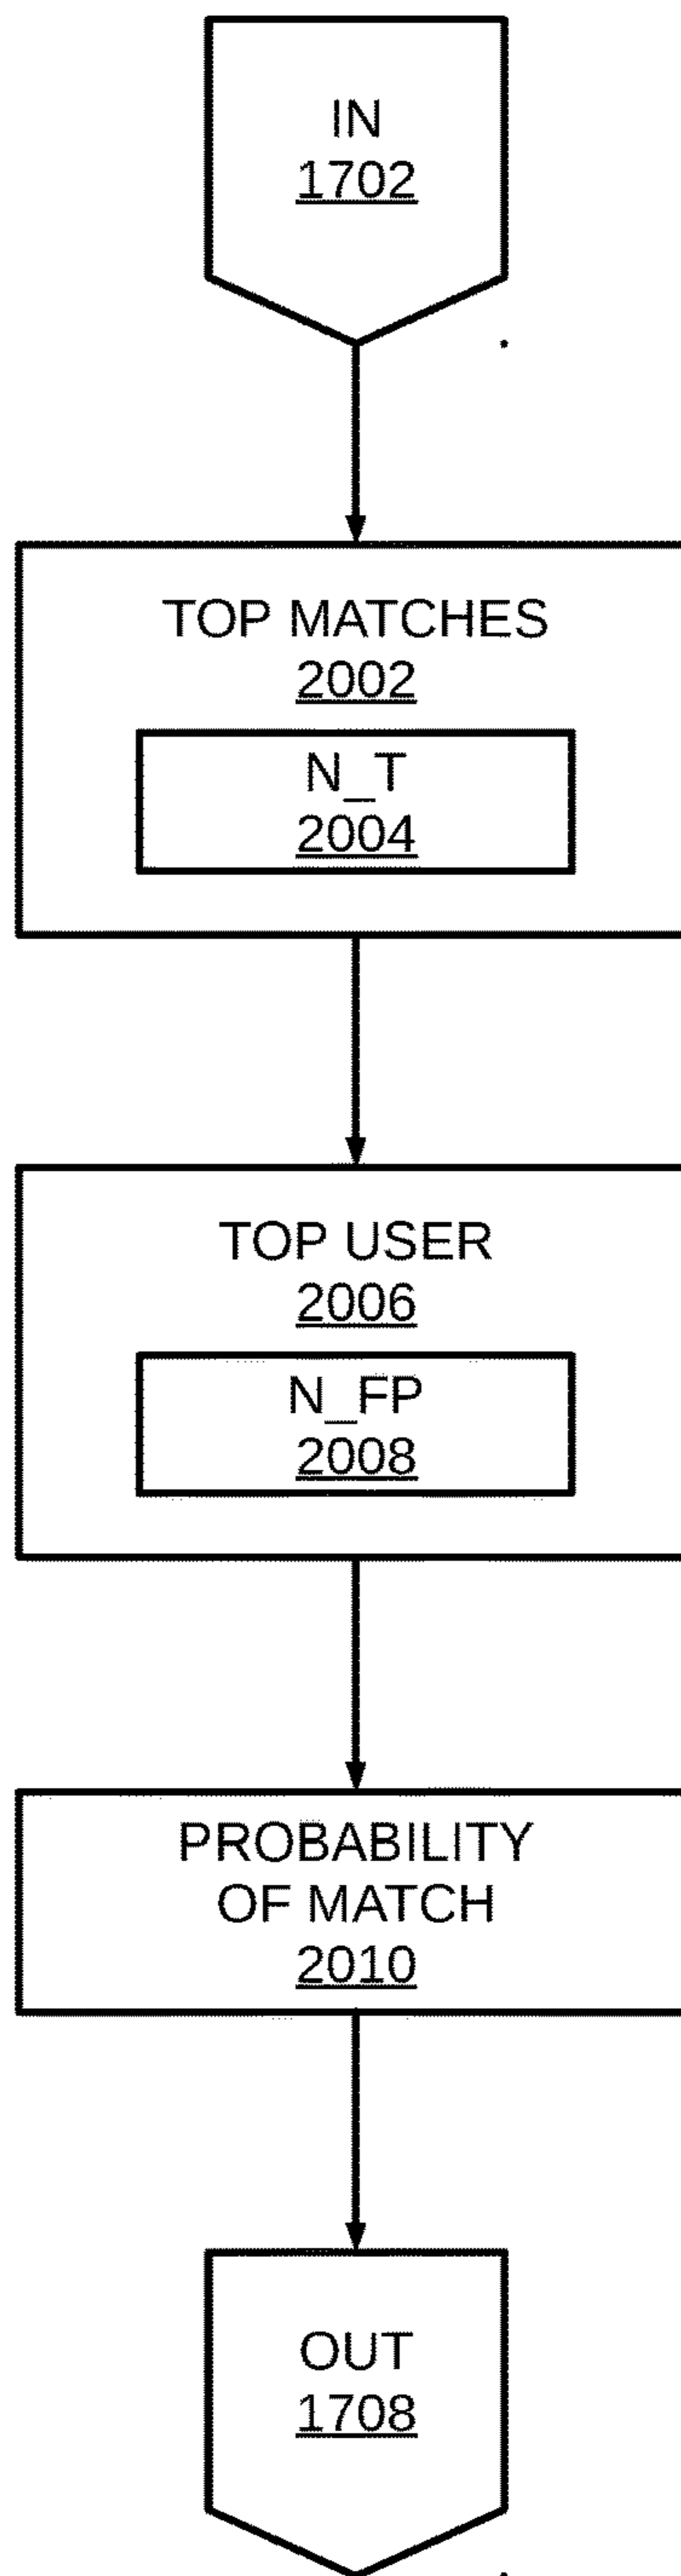 IN
1702
TOP MATCHES
2002
N_T
2004
TOP USER
2006
N_FP
2008
PROBABILITY
OF MATCH
2010
OUT
1708